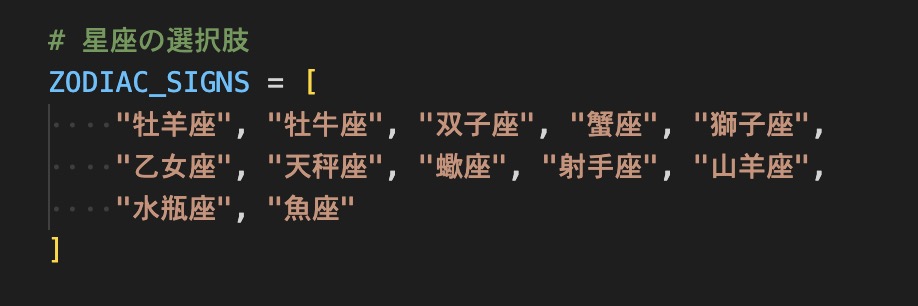 # 星座の選択肢
ZODIAC_SIGNS = [
    "牡羊座", "牡牛座", "双子座", "蟹座", "獅子座",
    "乙女座", "天秤座", "蠍座", "射手座", "山羊座",
    "水瓶座", "魚座"
]